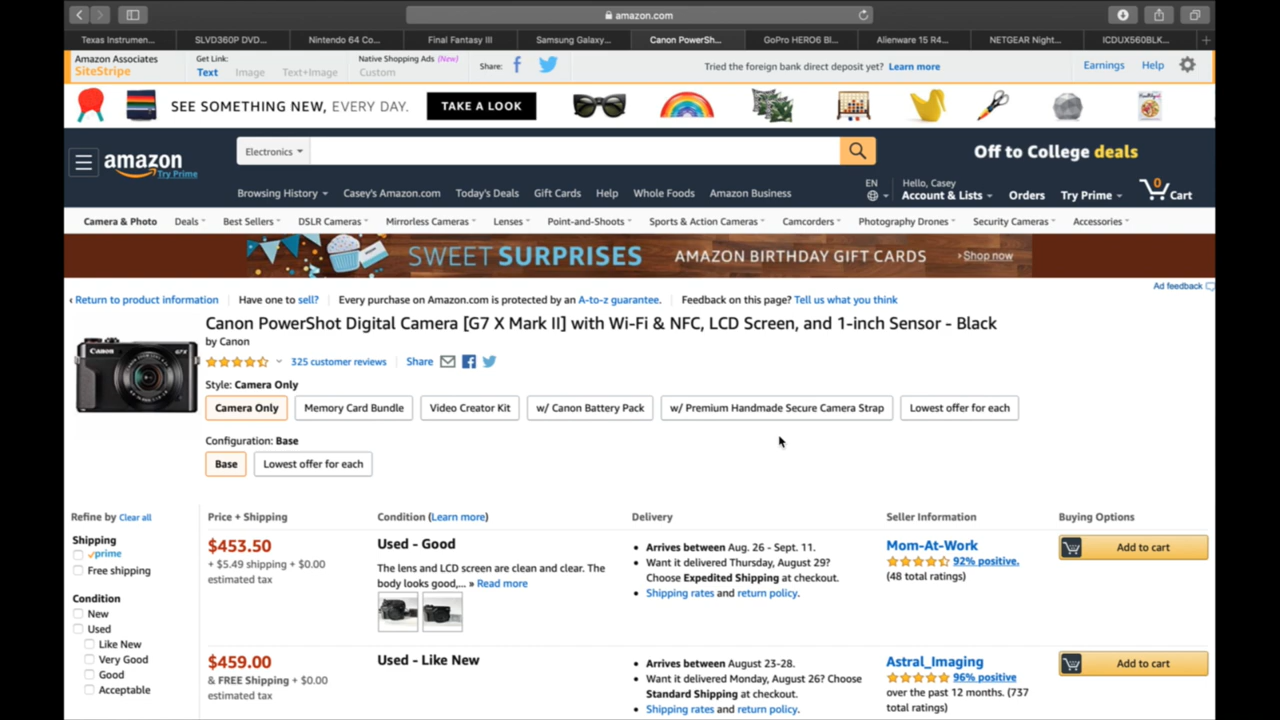 amazon.com
Texas Instrumen...
SLVD360P DVD...
Nintendo 64 Co...
Final Fantasy III
Samsung Galaxy...
Canon PowerSh...
GoPro HERO6 Bl...
Alienware 15 R4...
NETGEAR Night...
ICDUX560BLK...
Amazon Associates
SiteStripe
Get Link:
Text Image Text+Image
Native Shopping Ads (New)
Custom
Share:
Tried the foreign bank direct deposit yet? Learn more
Earnings Help
SEE SOMETHING NEW, EVERY DAY. TAKE A LOOK
amazon
Try Prime
Electronics
Off to College deals
Browsing History Casey's Amazon.com Today's Deals Gift Cards Help Whole Foods Amazon Business
EN
Hello, Casey
Account & Lists
Orders
Try Prime
0
Cart
Camera & Photo Deals Best Sellers DSLR Cameras Mirrorless Cameras Lenses Point-and-Shoots Sports & Action Cameras Camcorders Photography Drones Security Cameras Accessories
SWEET SURPRISES AMAZON BIRTHDAY GIFT CARDS ›Shop now
Ad feedback
‹ Return to product information Have one to sell? Every purchase on Amazon.com is protected by an A-to-z guarantee. Feedback on this page? Tell us what you think
Canon PowerShot Digital Camera [G7 X Mark II] with Wi-Fi & NFC, LCD Screen, and 1-inch Sensor - Black
by Canon
325 customer reviews Share
Style: Camera Only
Camera Only Memory Card Bundle Video Creator Kit w/ Canon Battery Pack w/ Premium Handmade Secure Camera Strap Lowest offer for each
Configuration: Base
Base Lowest offer for each
Canon
G7X
Refine by Clear all
Shipping
prime
Free shipping
Condition
New
Used
Like New
Very Good
Good
Acceptable
Price + Shipping Condition (Learn more) Delivery Seller Information Buying Options
$453.50
+ $5.49 shipping + $0.00
estimated tax
Used - Good
The lens and LCD screen are clean and clear. The
body looks good,... » Read more
• Arrives between Aug. 26 - Sept. 11.
• Want it delivered Thursday, August 29?
Choose Expedited Shipping at checkout.
• Shipping rates and return policy.
Mom-At-Work
92% positive.
(48 total ratings)
Add to cart
$459.00
& FREE Shipping + $0.00
estimated tax
Used - Like New
• Arrives between August 23-28.
• Want it delivered Monday, August 26? Choose
Standard Shipping at checkout.
• Shipping rates and return policy.
Astral_Imaging
96% positive
over the past 12 months. (737
total ratings)
Add to cart